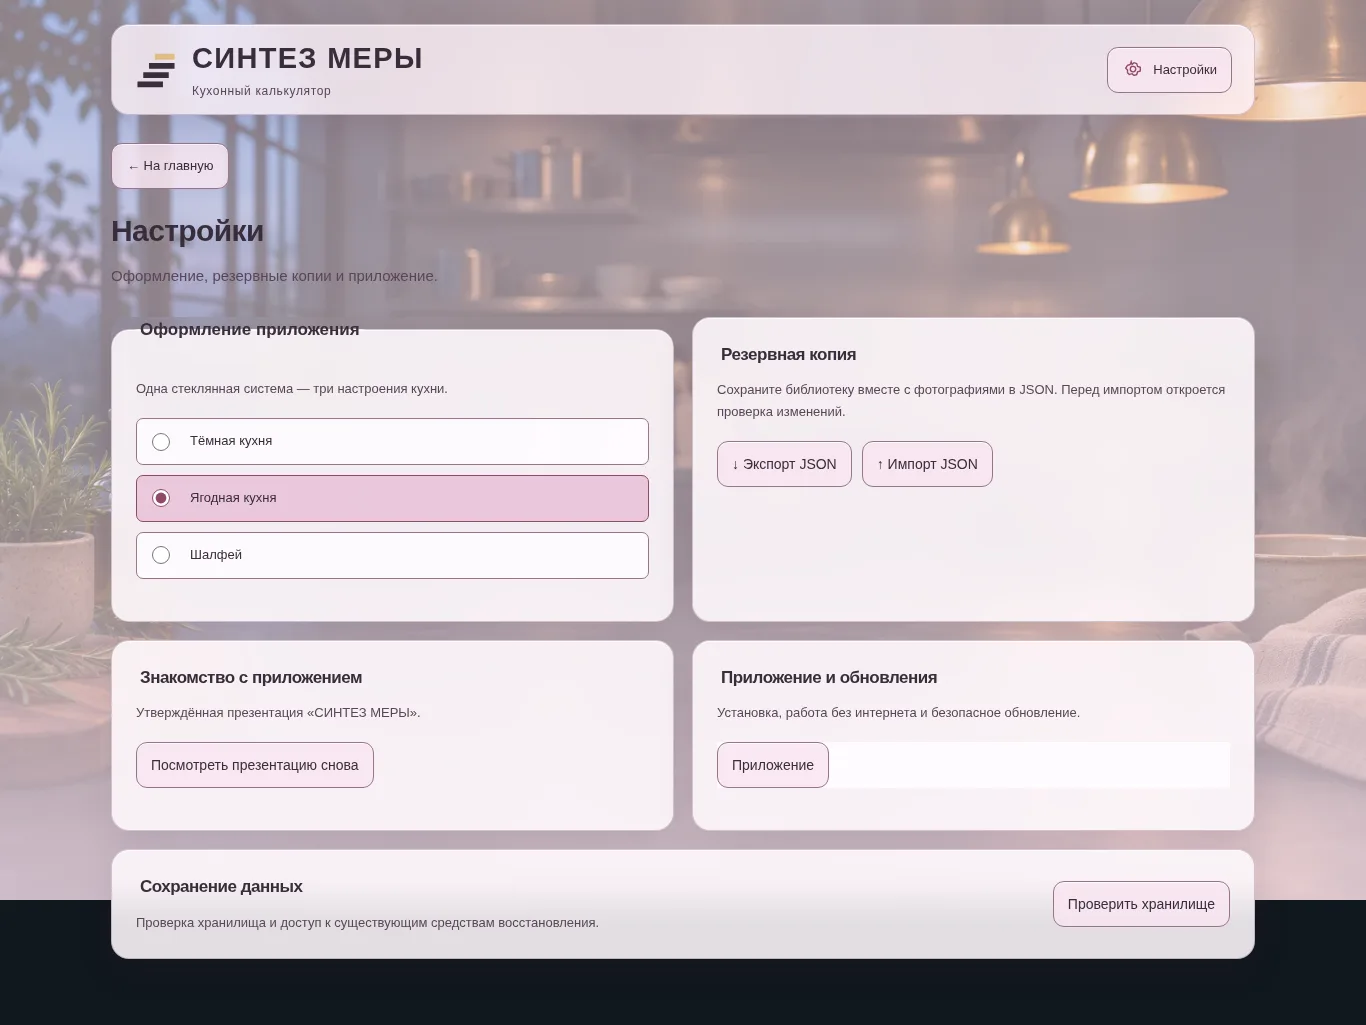 СИНТЕЗ МЕРЫ
Кухонный калькулятор
Настройки
← На главную
Настройки
Оформление, резервные копии и приложение.
Оформление приложения
Одна стеклянная система — три настроения кухни.
Тёмная кухня
Ягодная кухня
Шалфей
Резервная копия
Сохраните библиотеку вместе с фотографиями в JSON. Перед импортом откроется
проверка изменений.
↓ Экспорт JSON
↑ Импорт JSON
Знакомство с приложением
Утверждённая презентация «СИНТЕЗ МЕРЫ».
Посмотреть презентацию снова
Приложение и обновления
Установка, работа без интернета и безопасное обновление.
Приложение
Сохранение данных
Проверка хранилища и доступ к существующим средствам восстановления.
Проверить хранилище